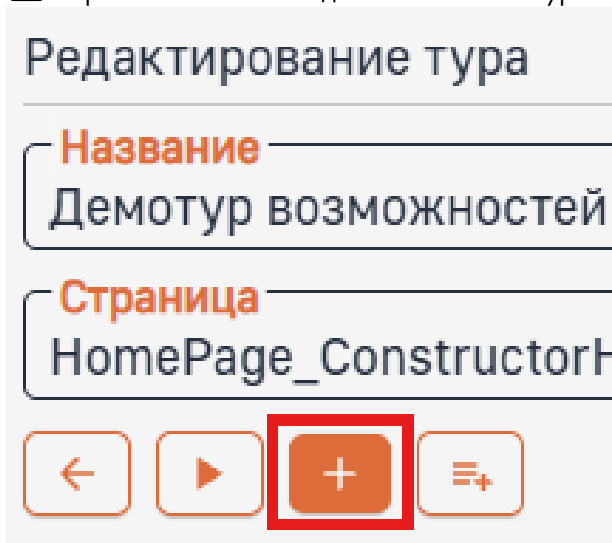 Редактирование тура
Название
Демотур возможностей
Страница
HomePage_Constructor